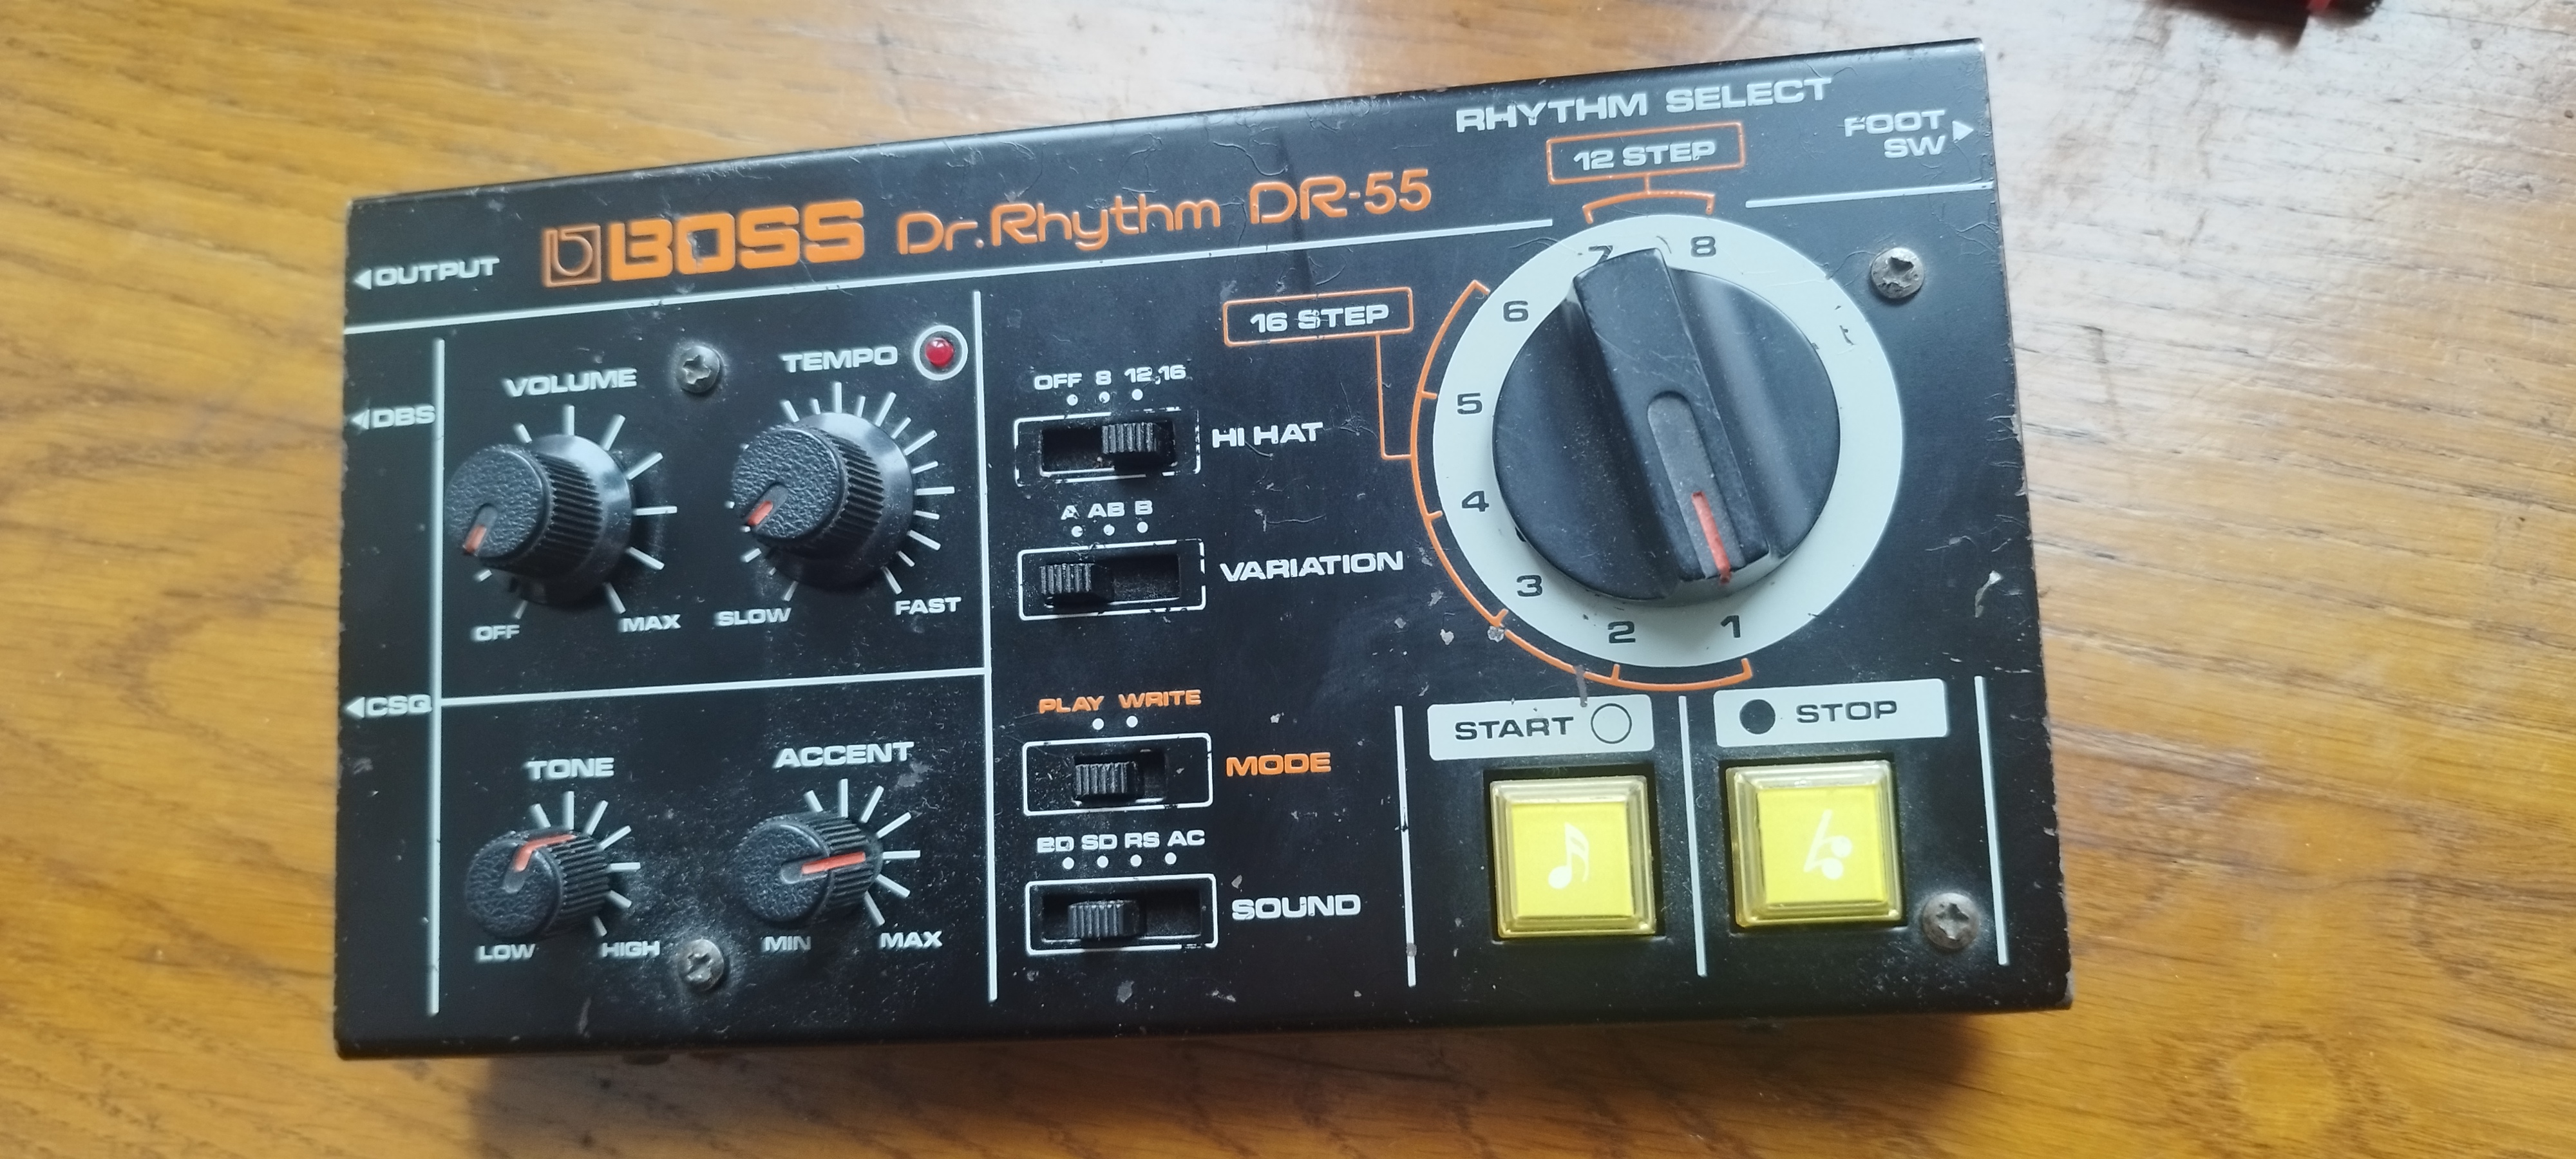 RHYTHM SELECT
FOOT
SW
12 STEP
BOSS Dr.Rhythm DR-55
OUTPUT
16 STEP
8
7
6
5
4
3
2
1
TEMPO
VOLUME
DBS
OFF 8 12,16
HI HAT
A AB B
VARIATION
OFF
MAX
SLOW
FAST
CSQ
PLAY WRITE
MODE
START
STOP
TONE
ACCENT
BD SD RS AC
SOUND
LOW
HIGH
MIN
MAX